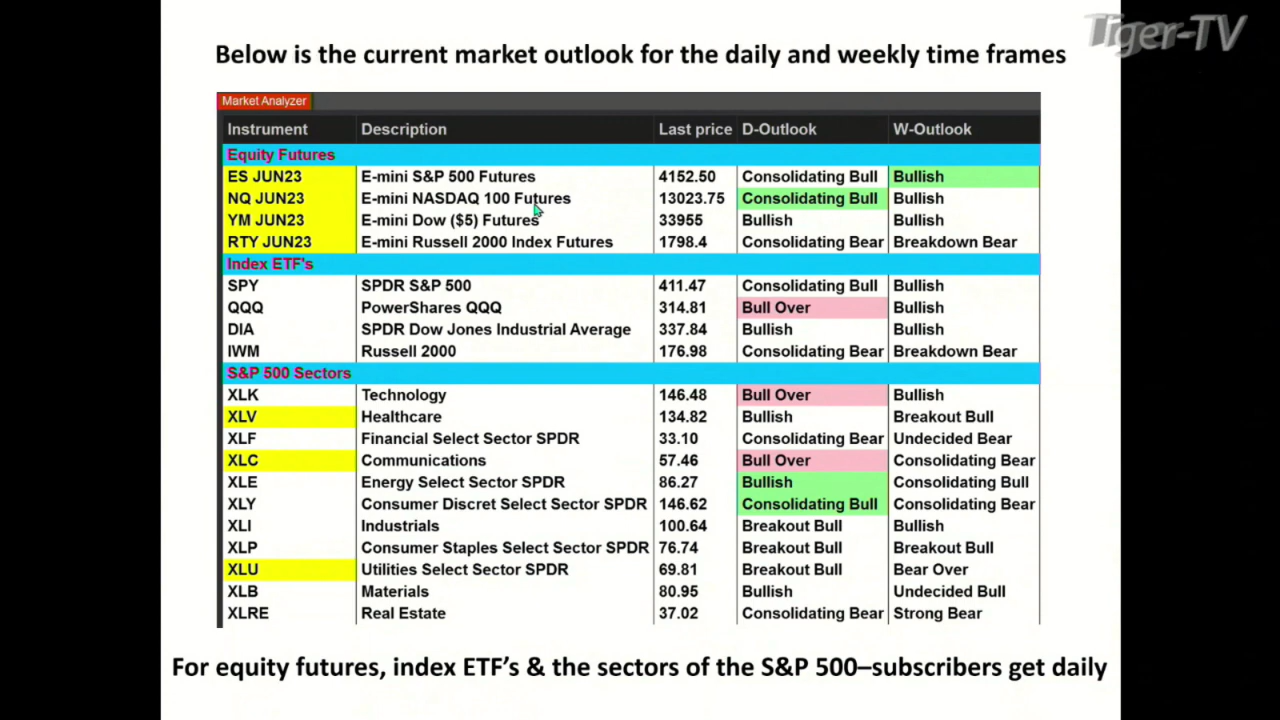 Tiger-TV
Below is the current market outlook for the daily and weekly time frames
Market Analyzer
Instrument Description Last price D-Outlook W-Outlook
Equity Futures
ES JUN23 E-mini S&P 500 Futures 4152.50 Consolidating Bull Bullish
NQ JUN23 E-mini NASDAQ 100 Futures 13023.75 Consolidating Bull Bullish
YM JUN23 E-mini Dow ($5) Futures 33955 Bullish Bullish
RTY JUN23 E-mini Russell 2000 Index Futures 1798.4 Consolidating Bear Breakdown Bear
Index ETF's
SPY SPDR S&P 500 411.47 Consolidating Bull Bullish
QQQ PowerShares QQQ 314.81 Bull Over Bullish
DIA SPDR Dow Jones Industrial Average 337.84 Bullish Bullish
IWM Russell 2000 176.98 Consolidating Bear Breakdown Bear
S&P 500 Sectors
XLK Technology 146.48 Bull Over Bullish
XLV Healthcare 134.82 Bullish Breakout Bull
XLF Financial Select Sector SPDR 33.10 Consolidating Bear Undecided Bear
XLC Communications 57.46 Bull Over Consolidating Bear
XLE Energy Select Sector SPDR 86.27 Bullish Consolidating Bull
XLY Consumer Discret Select Sector SPDR 146.62 Consolidating Bull Consolidating Bear
XLI Industrials 100.64 Breakout Bull Bullish
XLP Consumer Staples Select Sector SPDR 76.74 Breakout Bull Breakout Bull
XLU Utilities Select Sector SPDR 69.81 Breakout Bull Bear Over
XLB Materials 80.95 Bullish Undecided Bull
XLRE Real Estate 37.02 Consolidating Bear Strong Bear
For equity futures, index ETF’s & the sectors of the S&P 500–subscribers get daily